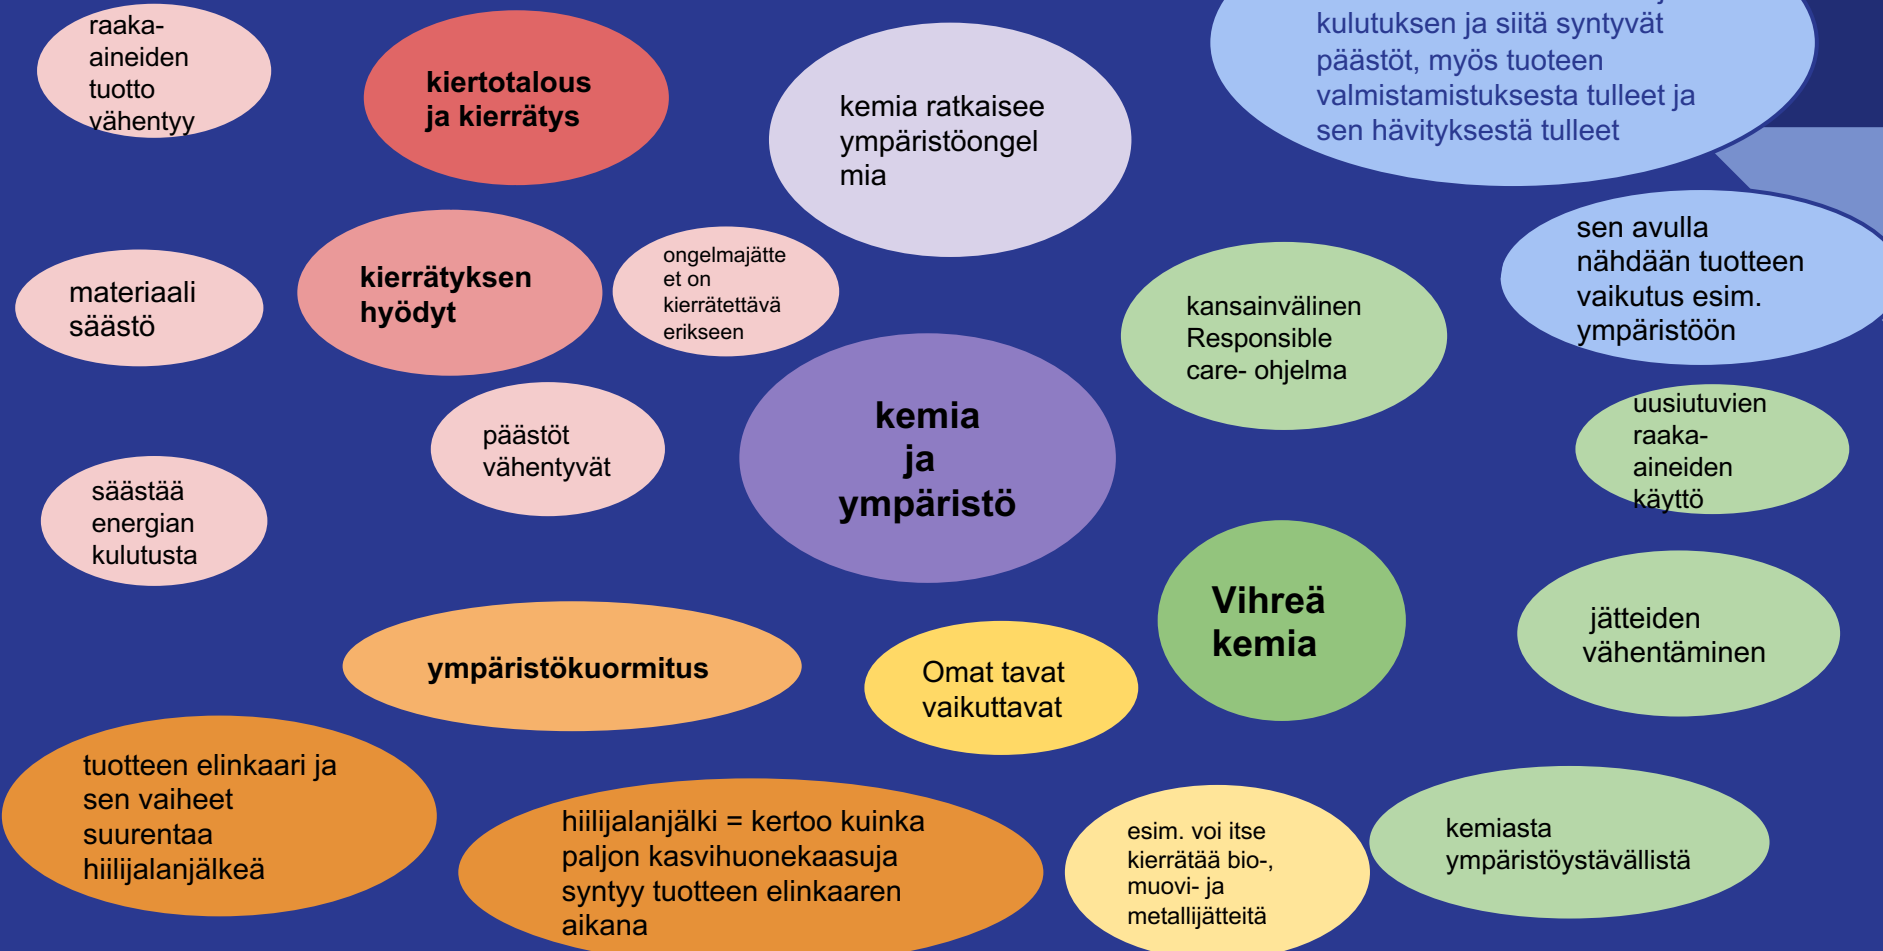 raaka-
aineiden
tuotto
vähentyy
kiertotalous
ja kierrätys
kemia ratkaisee
ympäristöongel
mia
kulutuksen ja siitä syntyvät
päästöt, myös tuoteen
valmistamistuksesta tulleet ja
sen hävityksestä tulleet
materiaali
säästö
kierrätyksen
hyödyt
ongelmajätte
et on
kierrätettävä
erikseen
kansainvälinen
Responsible
care- ohjelma
sen avulla
nähdään tuotteen
vaikutus esim.
ympäristöön
säästää
energian
kulutusta
päästöt
vähentyvät
kemia
ja
ympäristö
uusiutuvien
raaka-
aineiden
käyttö
Vihreä
kemia
jätteiden
vähentäminen
ympäristökuormitus
Omat tavat
vaikuttavat
tuotteen elinkaari ja
sen vaiheet
suurentaa
hiilijalanjälkeä
hiilijalanjälki = kertoo kuinka
paljon kasvihuonekaasuja
syntyy tuotteen elinkaaren
aikana
esim. voi itse
kierrätää bio-,
muovi- ja
metallijätteitä
kemiasta
ympäristöystävällistä